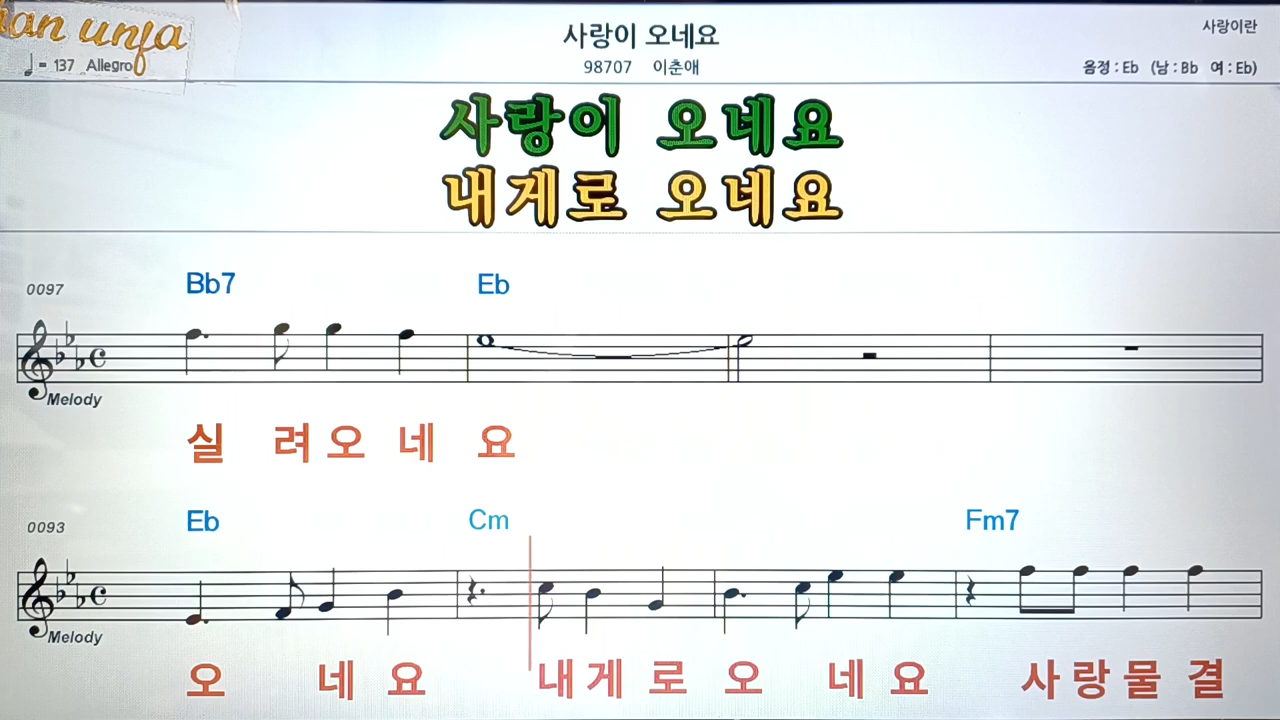 an unfa
= 137 Allegro
사랑이 오네요
98707 이춘애
사랑이란
음정 : Eb (남 : Bb 여 : Eb)
사랑이 오네요
내게로 오네요
Bb7 Eb
0097
Melody
실 려 오 네 요
Eb Cm Fm7
0093
Melody
오 네 요 내 게 로 오 네 요 사 랑 물 결